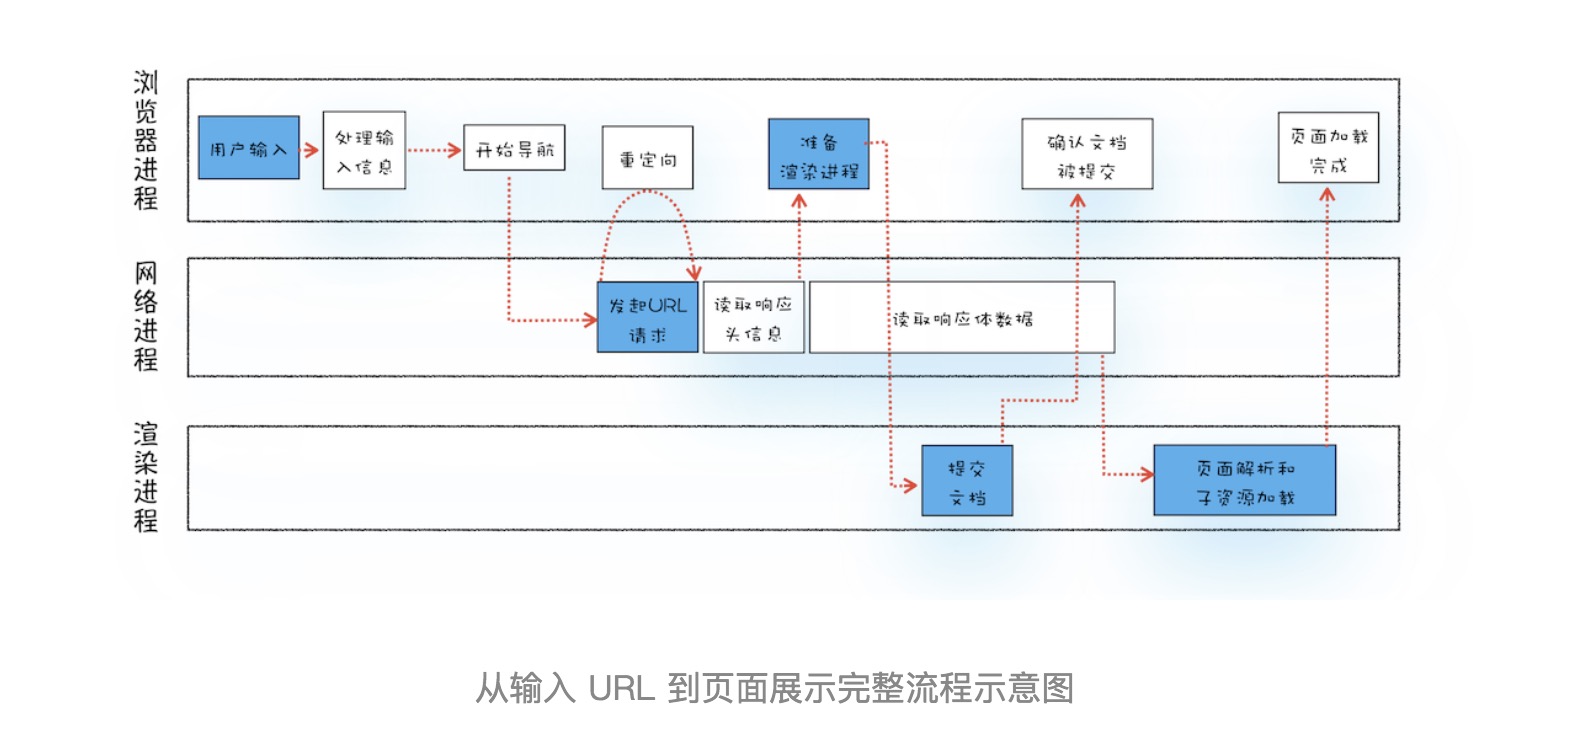 浏览器进程
用户输入
处理输
入信息
开始导航
重定向
准备
渲染进程
确认文档
被提交
页面加载
完成
网络进程
发起URL
请求
读取响应
头信息
读取响应体数据
渲染进程
提交
文档
页面解析和
子资源加载
从输入 URL 到页面展示完整流程示意图